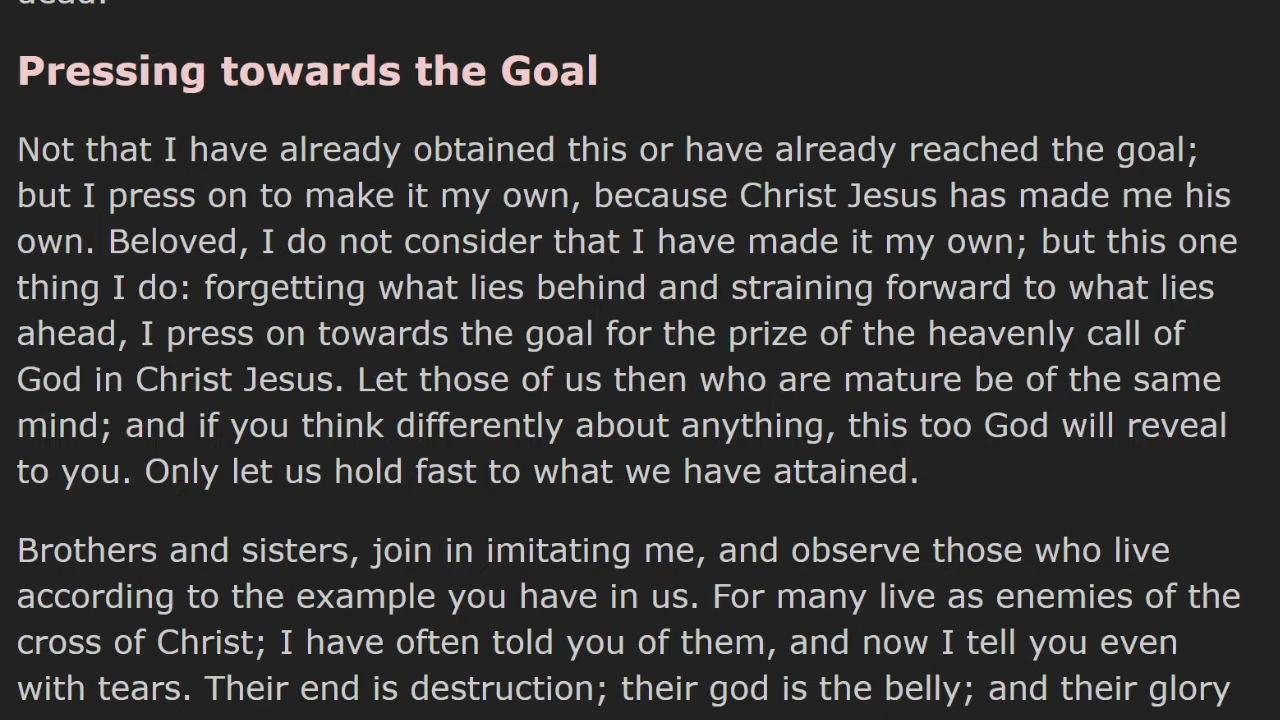 dead.
Pressing towards the Goal
Not that I have already obtained this or have already reached the goal;
but I press on to make it my own, because Christ Jesus has made me his
own. Beloved, I do not consider that I have made it my own; but this one
thing I do: forgetting what lies behind and straining forward to what lies
ahead, I press on towards the goal for the prize of the heavenly call of
God in Christ Jesus. Let those of us then who are mature be of the same
mind; and if you think differently about anything, this too God will reveal
to you. Only let us hold fast to what we have attained.
Brothers and sisters, join in imitating me, and observe those who live
according to the example you have in us. For many live as enemies of the
cross of Christ; I have often told you of them, and now I tell you even
with tears. Their end is destruction; their god is the belly; and their glory